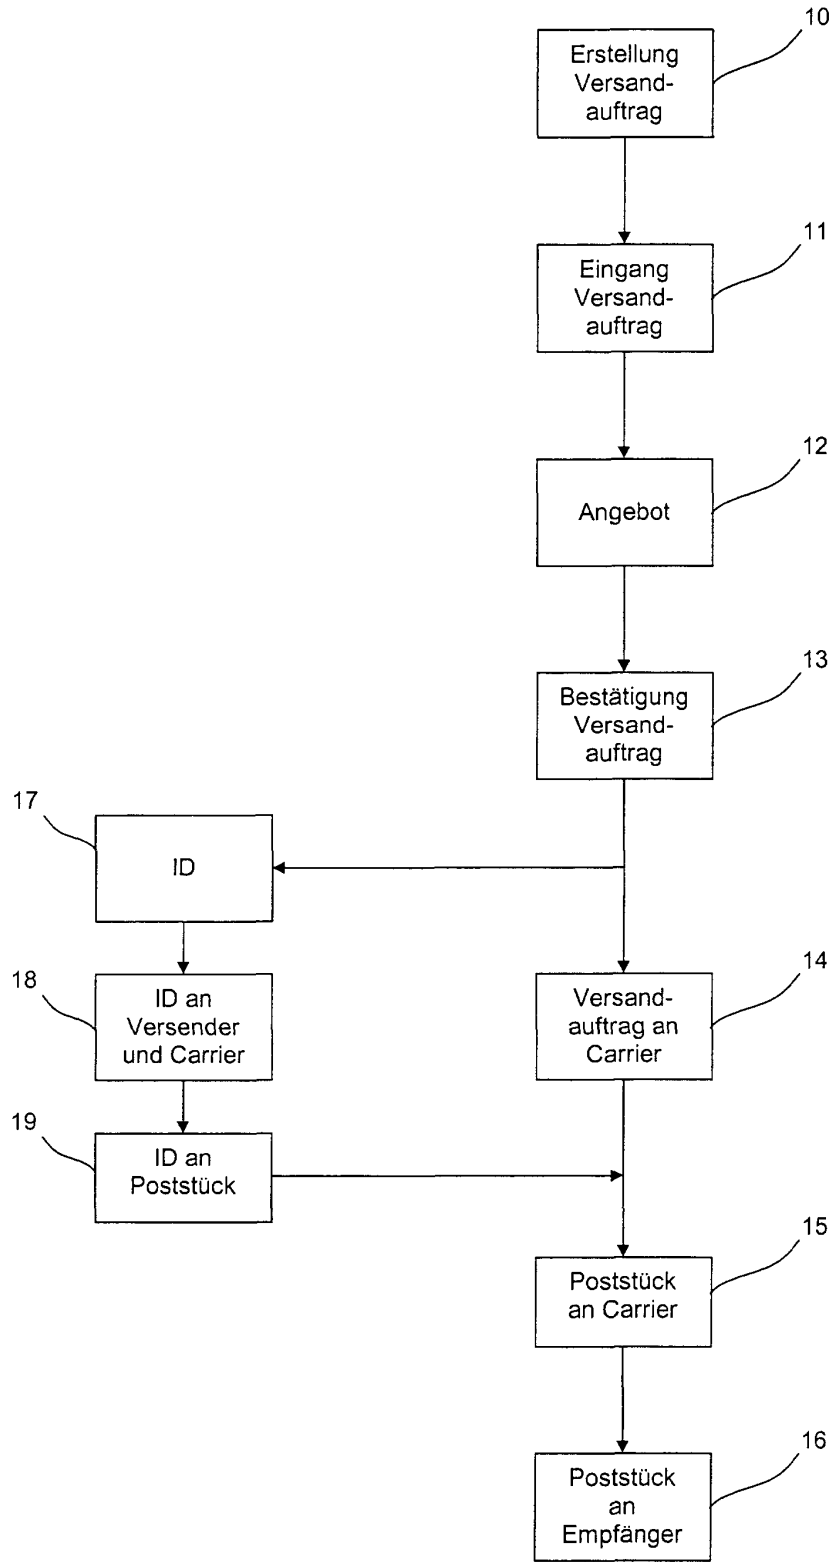 10
Erstellung
Versand-
auftrag
11
Eingang
Versand-
auftrag
12
Angebot
13
Bestätigung
Versand-
auftrag
17
ID
18
ID an
Versender
und Carrier
14
Versand-
auftrag an
Carrier
19
ID an
Poststück
15
Poststück
an Carrier
16
Poststück
an
Empfänger